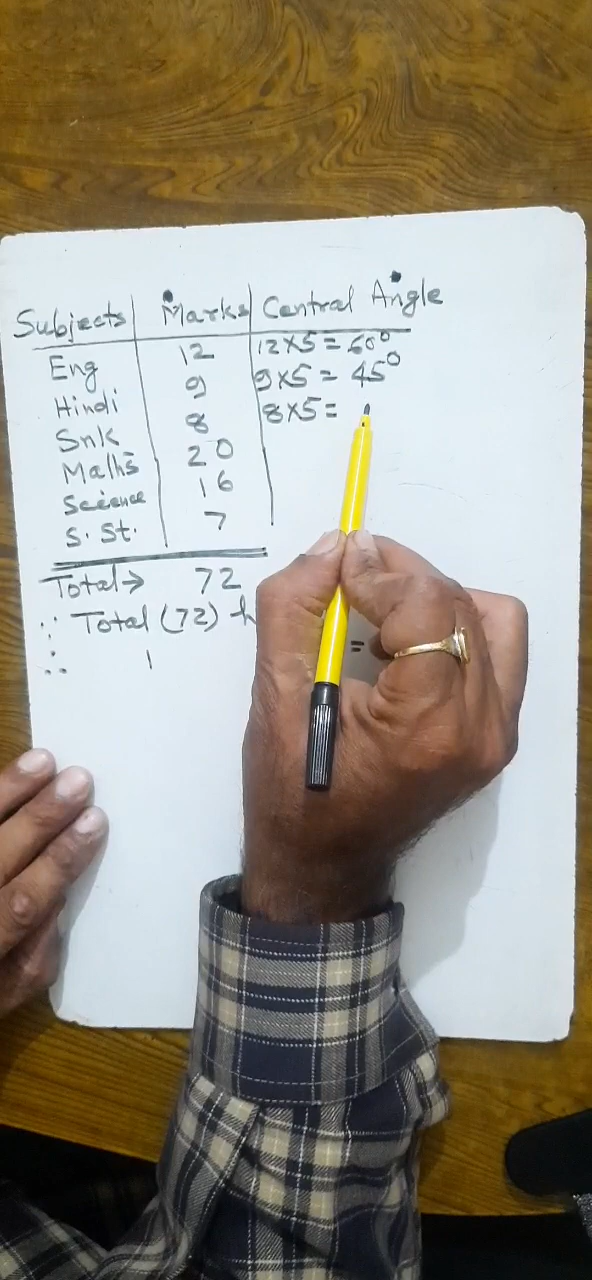 Subjects Marks Central Angle
Eng 12 12×5 = 60°
Hindi 9 9×5 = 45°
Snk 8 8×5 =
Maths 20
Science 16
S. St. 7
Total → 72
∵ Total (72)
∴ 1 =